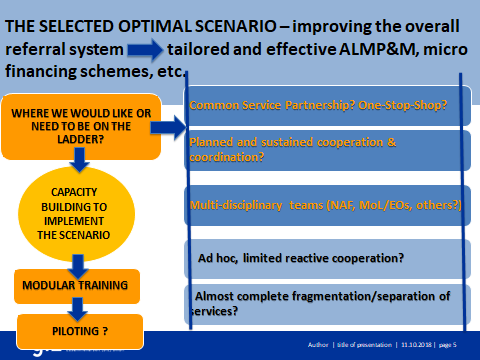 THE SELECTED OPTIMAL SCENARIO – improving the overall
referral system tailored and effective ALMP&M, micro
financing schemes, etc.
WHERE WE WOULD LIKE OR
NEED TO BE ON THE
LADDER?
CAPACITY
BUILDING TO
IMPLEMENT
THE SCENARIO
MODULAR TRAINING
PILOTING ?
Common Service Partnership? One-Stop-Shop?
Planned and sustained cooperation &
coordination?
Multi-disciplinary teams (NAF, MoL/EOs, others?)
Ad hoc, limited reactive cooperation?
Almost complete fragmentation/separation of
services?
Author | title of presentation | 11.10.2018 | page 5